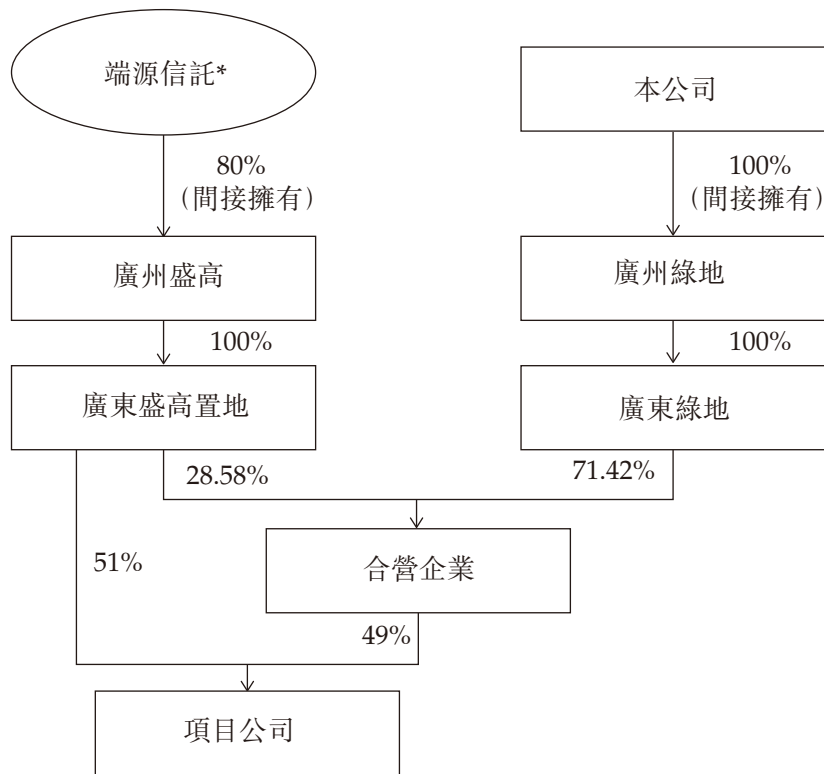 端源信託*
本公司
80%
(間接擁有)
100%
(間接擁有)
廣州盛高
廣州綠地
100%
100%
廣東盛高置地
廣東綠地
28.58%
71.42%
51%
合營企業
49%
項目公司